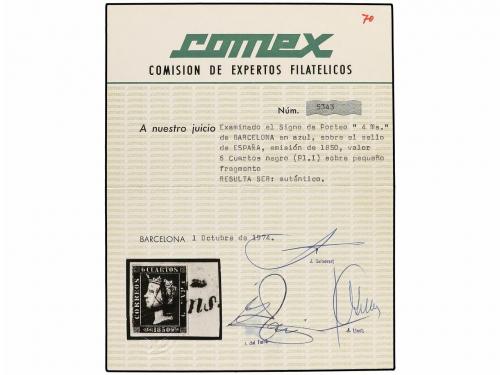 70
comex
COMISION DE EXPERTOS FILATELICOS
Núm. 5343
A nuestro juicio Examinado el Signo de Porteo " 4 Ms."
de BARCELONA en azul, sobre el sello
de ESPAÑA, emisión de 1850, valor
6 Cuartos negro (Pl.I) sobre pequeño
fragmento
RESULTA SER: auténtico.
BARCELONA 1 Octubre de 1974.
6 CUARTOS
CORREOS
1850
ms.